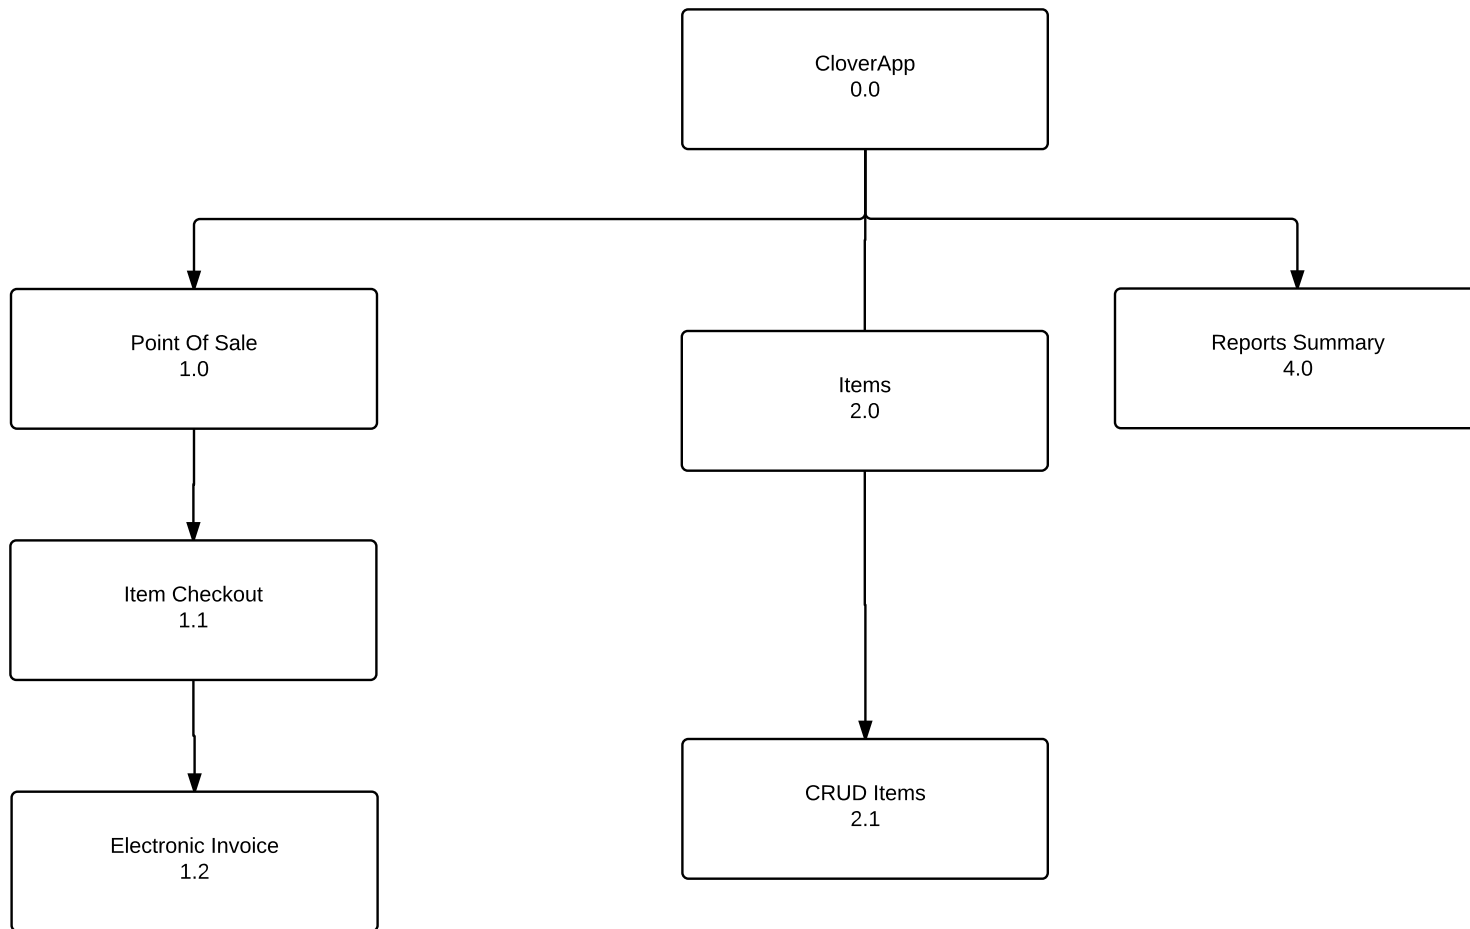 CloverApp
0.0
Point Of Sale
1.0
Items
2.0
Reports Summary
4.0
Item Checkout
1.1
CRUD Items
2.1
Electronic Invoice
1.2